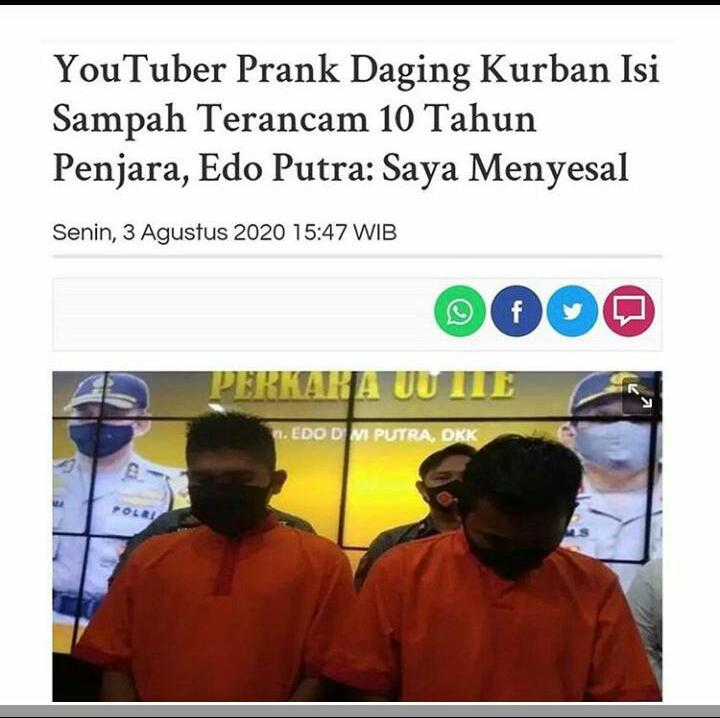 YouTuber Prank Daging Kurban Isi
Sampah Terancam 10 Tahun
Penjara, Edo Putra: Saya Menyesal
Senin, 3 Agustus 2020 15:47 WIB
PERKARA UU ITE
n. EDO DWI PUTRA, DKK
POLRI